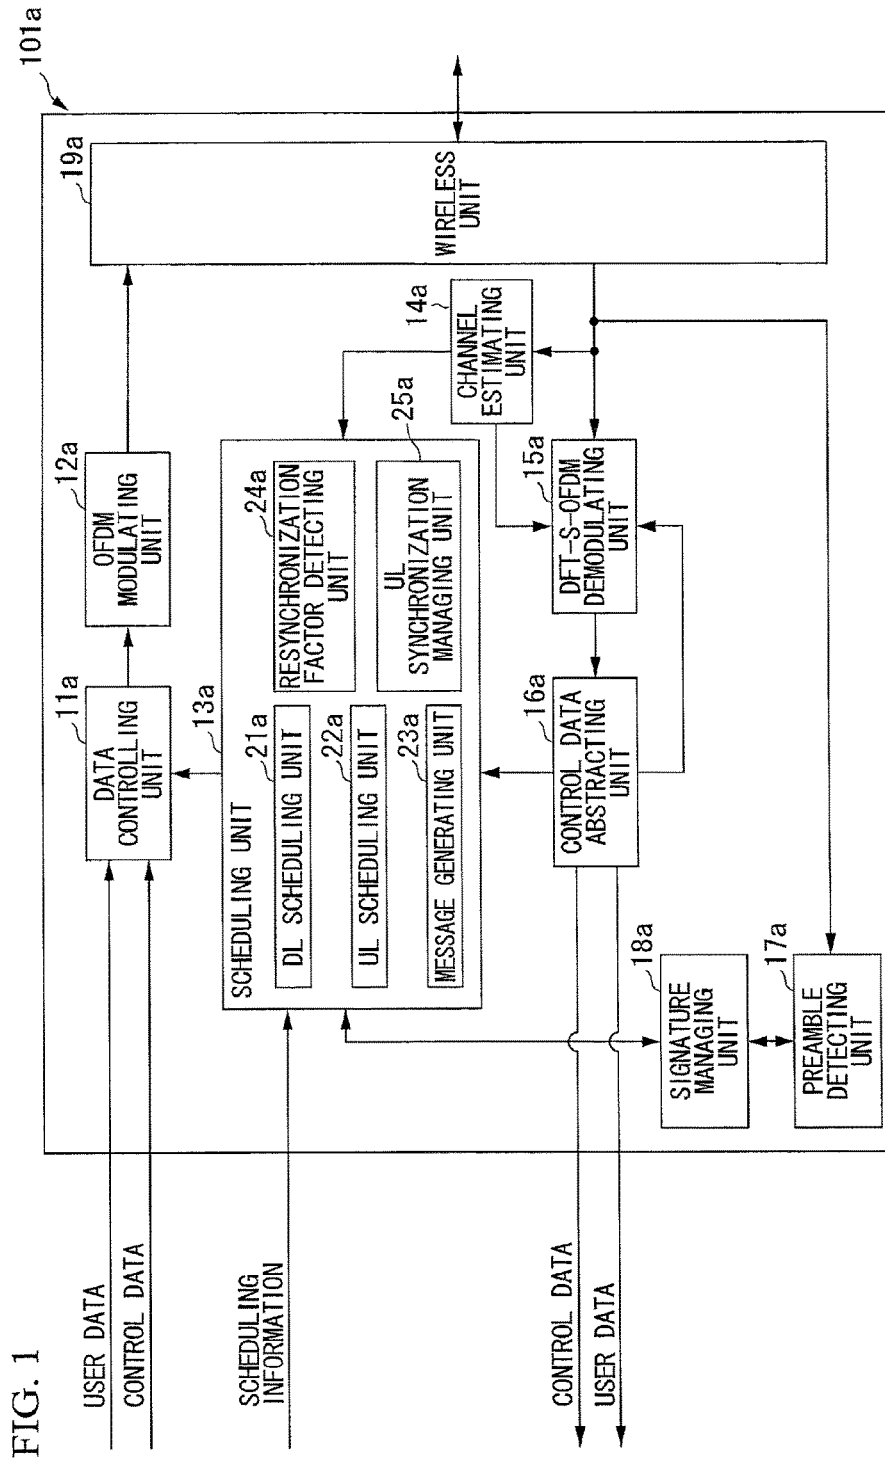 FIG. 1
101a
USER DATA
CONTROL DATA
11a
DATA
CONTROLLING
UNIT
12a
OFDM
MODULATING
UNIT
19a
WIRELESS
UNIT
SCHEDULING
INFORMATION
13a
SCHEDULING UNIT
21a
DL SCHEDULING UNIT
22a
UL SCHEDULING UNIT
23a
MESSAGE GENERATING UNIT
24a
RESYNCHRONIZATION
FACTOR DETECTING
UNIT
25a
UL
SYNCHRONIZATION
MANAGING UNIT
14a
CHANNEL
ESTIMATING
UNIT
15a
DFT-S-OFDM
DEMODULATING
UNIT
16a
CONTROL DATA
ABSTRACTING
UNIT
CONTROL DATA
USER DATA
18a
SIGNATURE
MANAGING
UNIT
17a
PREAMBLE
DETECTING
UNIT